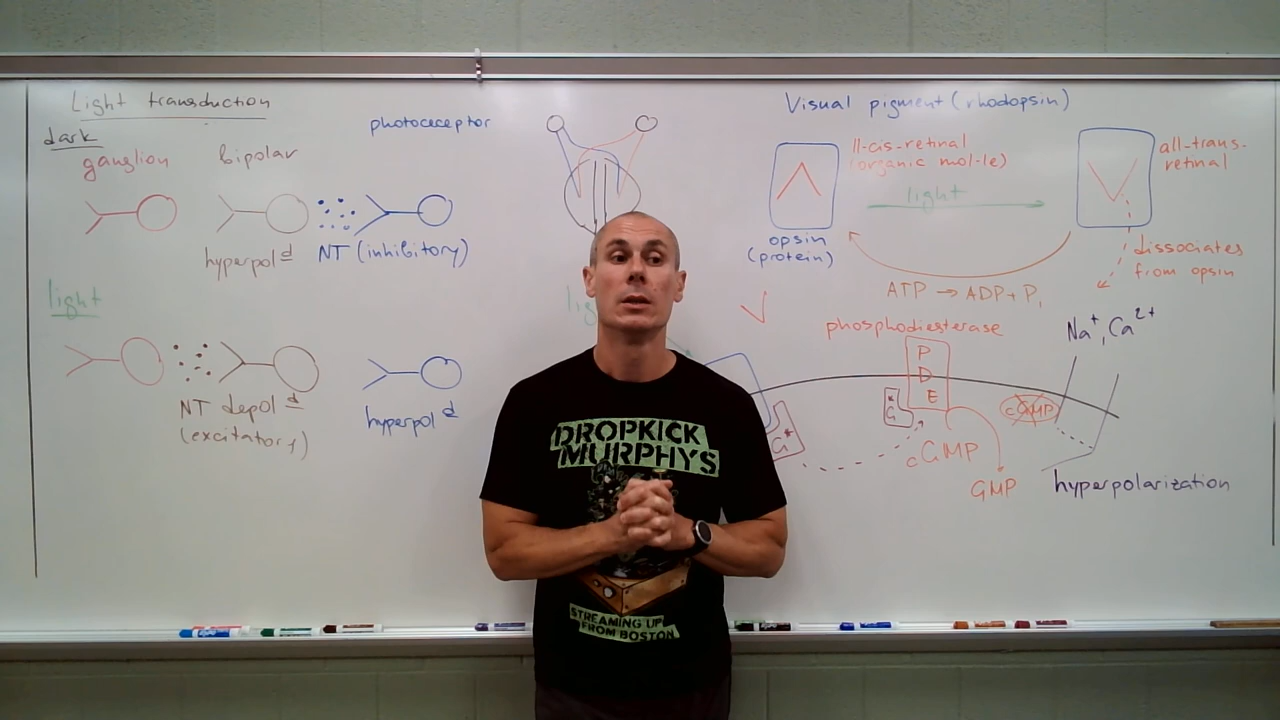 Light transduction
dark
ganglion
bipolar
photoceceptor
hyperpol d
NT (inhibitory)
light
NT depol d
(excitatory)
hyperpol d
Visual pigment (rhodopsin)
11-cis-retinal
(organic mol-le)
light
all-trans-
retinal
opsin
(protein)
dissociates
from opsin
ATP → ADP + Pi
phosphodiesterase
Na+, Ca2+
P
D
E
*
G
G*
cGMP
cGMP
GMP
hyperpolarization
DROPKICK
MURPHYS
STREAMING UP
FROM BOSTON